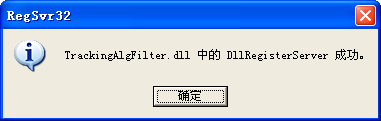 RegSvr32
TrackingAlgFilter.dll 中的 DllRegisterServer 成功。
确定